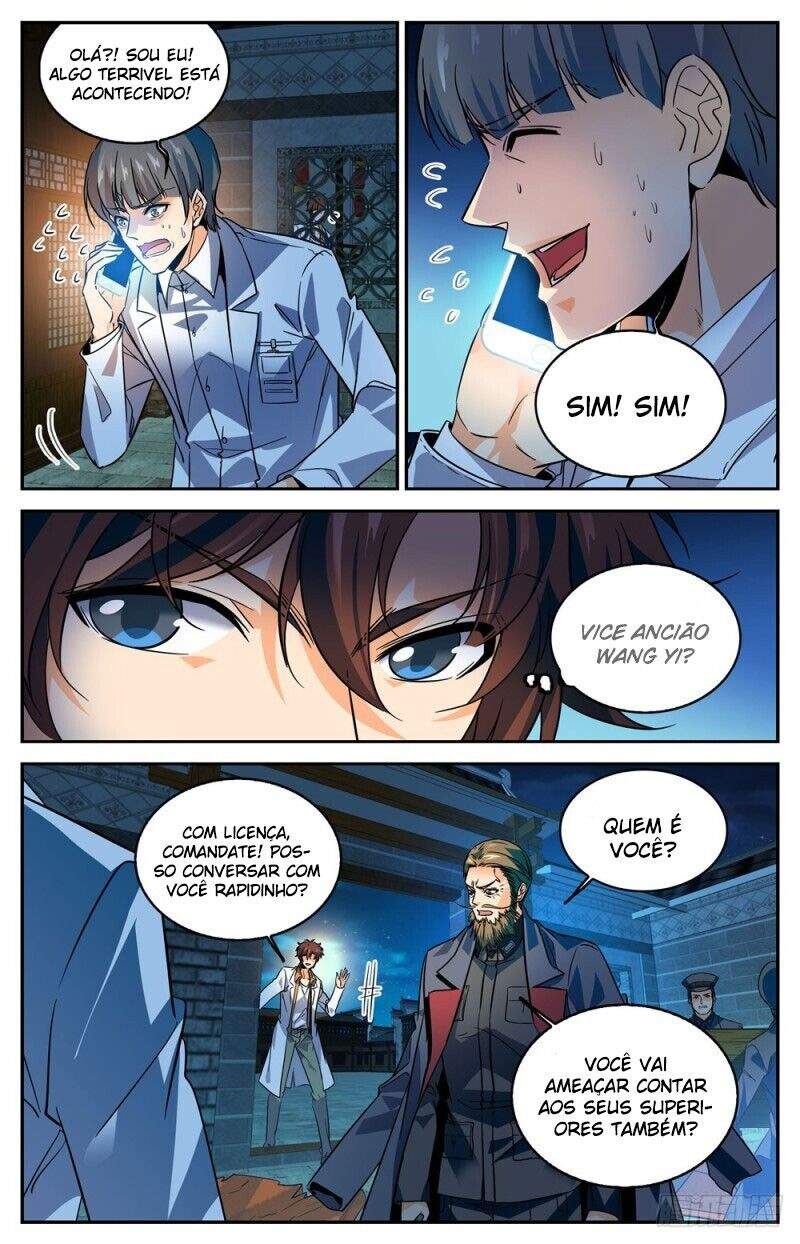 OLÁ?! SOU EU!
ALGO TERRIVEL ESTÁ
ACONTECENDO!
SIM! SIM!
VICE ANCIÃO
WANG YI?
COM LICENÇA,
COMANDATE! POS-
SO CONVERSAR COM
VOCÊ RAPIDINHO?
QUEM É
VOCÊ?
VOCÊ VAI
AMEAÇAR CONTAR
AOS SEUS SUPERI-
ORES TAMBÉM?